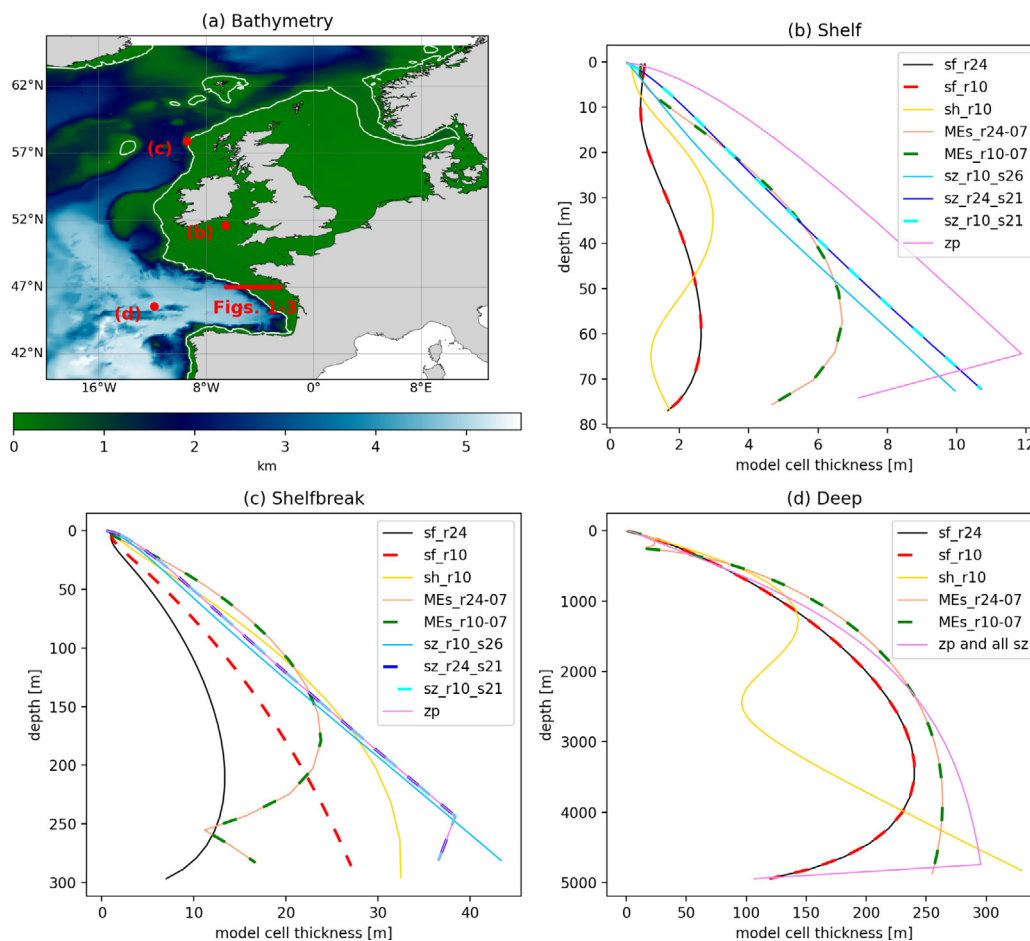 (a) Bathymetry
62°N
57°N
52°N
47°N
42°N
16°W
8°W
0°
8°E
(c)
(b)
(d)
Figs. 1-3
0
1
2
3
4
5
km
(b) Shelf
0
10
20
30
40
50
60
70
80
depth [m]
0
2
4
6
8
10
12
model cell thickness [m]
sf_r24
sf_r10
sh_r10
MEs_r24-07
MEs_r10-07
sz_r10_s26
sz_r24_s21
sz_r10_s21
zp
(c) Shelfbreak
0
50
100
150
200
250
300
depth [m]
0
10
20
30
40
model cell thickness [m]
sf_r24
sf_r10
sh_r10
MEs_r24-07
MEs_r10-07
sz_r10_s26
sz_r24_s21
sz_r10_s21
zp
(d) Deep
0
1000
2000
3000
4000
5000
depth [m]
0
50
100
150
200
250
300
model cell thickness [m]
sf_r24
sf_r10
sh_r10
MEs_r24-07
MEs_r10-07
zp and all sz